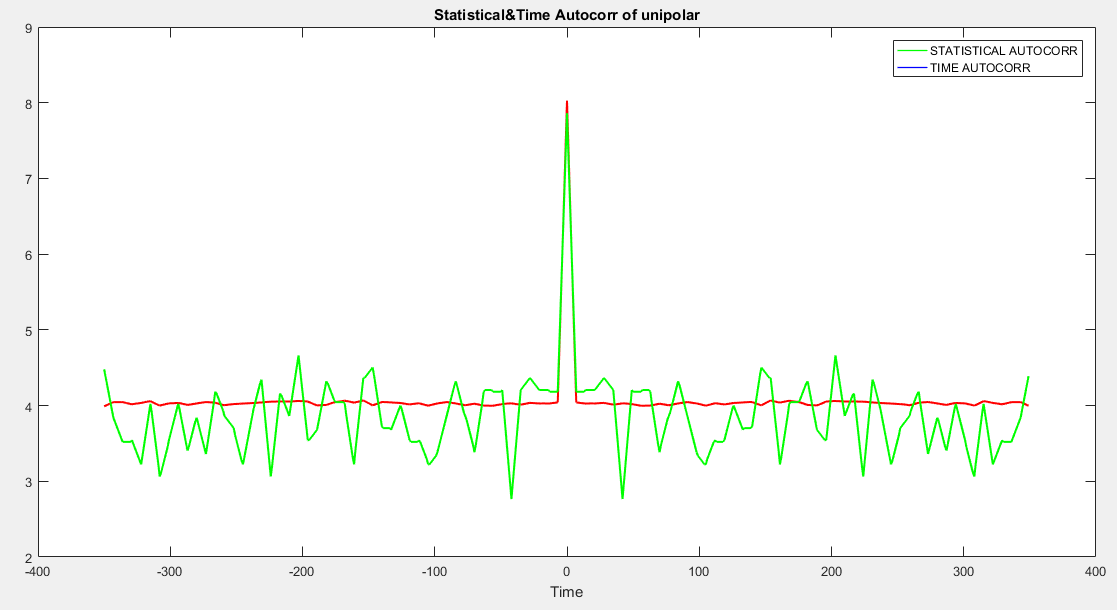 Statistical&Time Autocorr of unipolar
9
STATISTICAL AUTOCORR
TIME AUTOCORR
8
7
6
5
4
3
2
-400 -300 -200 -100 0 100 200 300 400
Time